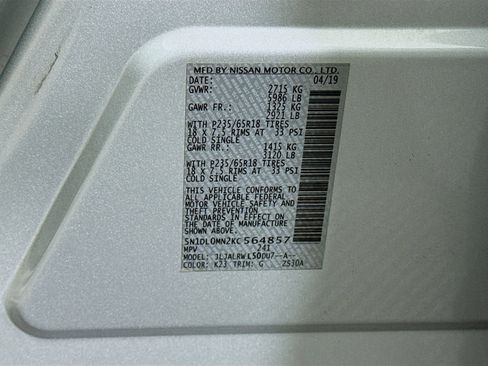 MFD BY NISSAN MOTOR CO., LTD.
DATE: 04/19
GVWR: 2715 KG
5986 LB
GAWR FR.: 1325 KG
2921 LB
WITH P235/65R18 TIRES
18 X 7.5 RIMS AT 33 PSI
COLD SINGLE
GAWR RR.: 1415 KG
3120 LB
WITH P235/65R18 TIRES
18 X 7.5 RIMS AT 33 PSI
COLD SINGLE
THIS VEHICLE CONFORMS TO
ALL APPLICABLE FEDERAL
MOTOR VEHICLE SAFETY AND
THEFT PREVENTION
STANDARDS IN EFFECT ON
THE DATE OF MANUFACTURE
SHOWN ABOVE.
5N1DL0MN2KC564857
MPV 241
MODEL: JLJALRWL50DU7--A--
COLOR: K23 TRIM: G ZS30A